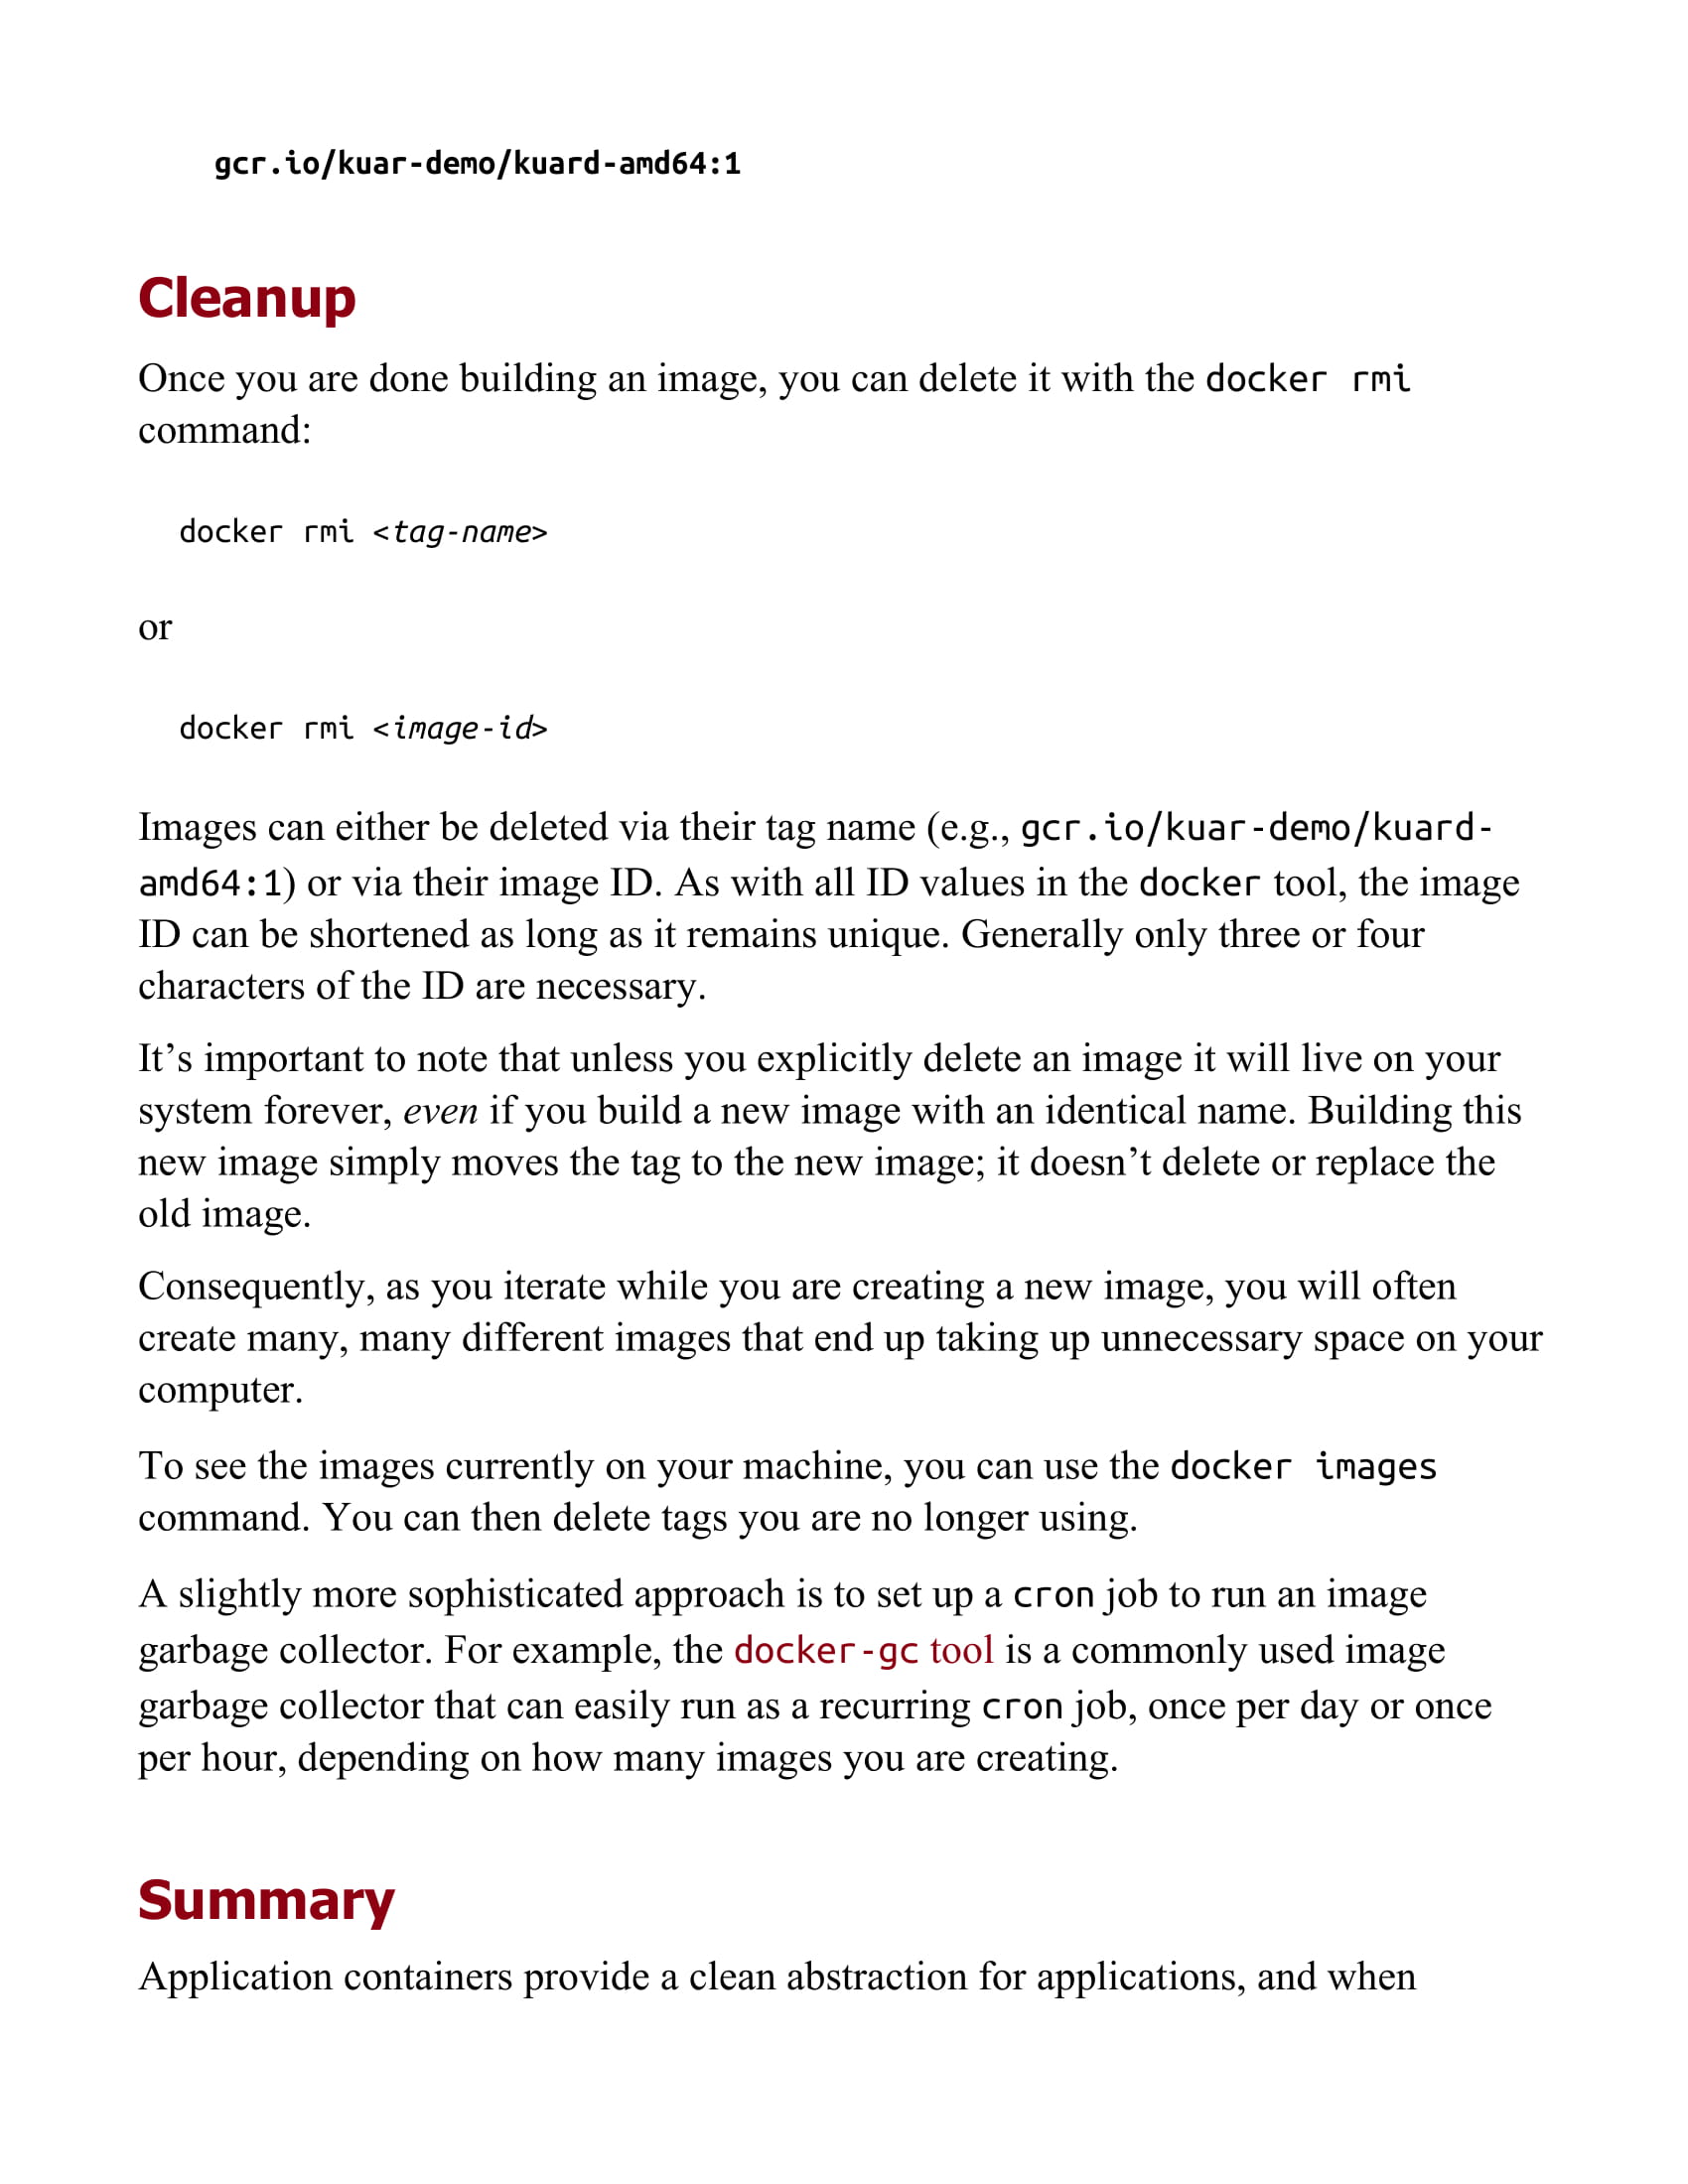 gcr.io/kuar-demo/kuard-amd64:1
Cleanup
Once you are done building an image, you can delete it with the docker rmi
command:
docker rmi <tag-name>
or
docker rmi <image-id>
Images can either be deleted via their tag name (e.g., gcr.io/kuar-demo/kuard-
amd64:1) or via their image ID. As with all ID values in the docker tool, the image
ID can be shortened as long as it remains unique. Generally only three or four
characters of the ID are necessary.
It’s important to note that unless you explicitly delete an image it will live on your
system forever, even if you build a new image with an identical name. Building this
new image simply moves the tag to the new image; it doesn’t delete or replace the
old image.
Consequently, as you iterate while you are creating a new image, you will often
create many, many different images that end up taking up unnecessary space on your
computer.
To see the images currently on your machine, you can use the docker images
command. You can then delete tags you are no longer using.
A slightly more sophisticated approach is to set up a cron job to run an image
garbage collector. For example, the docker-gc tool is a commonly used image
garbage collector that can easily run as a recurring cron job, once per day or once
per hour, depending on how many images you are creating.
Summary
Application containers provide a clean abstraction for applications, and when